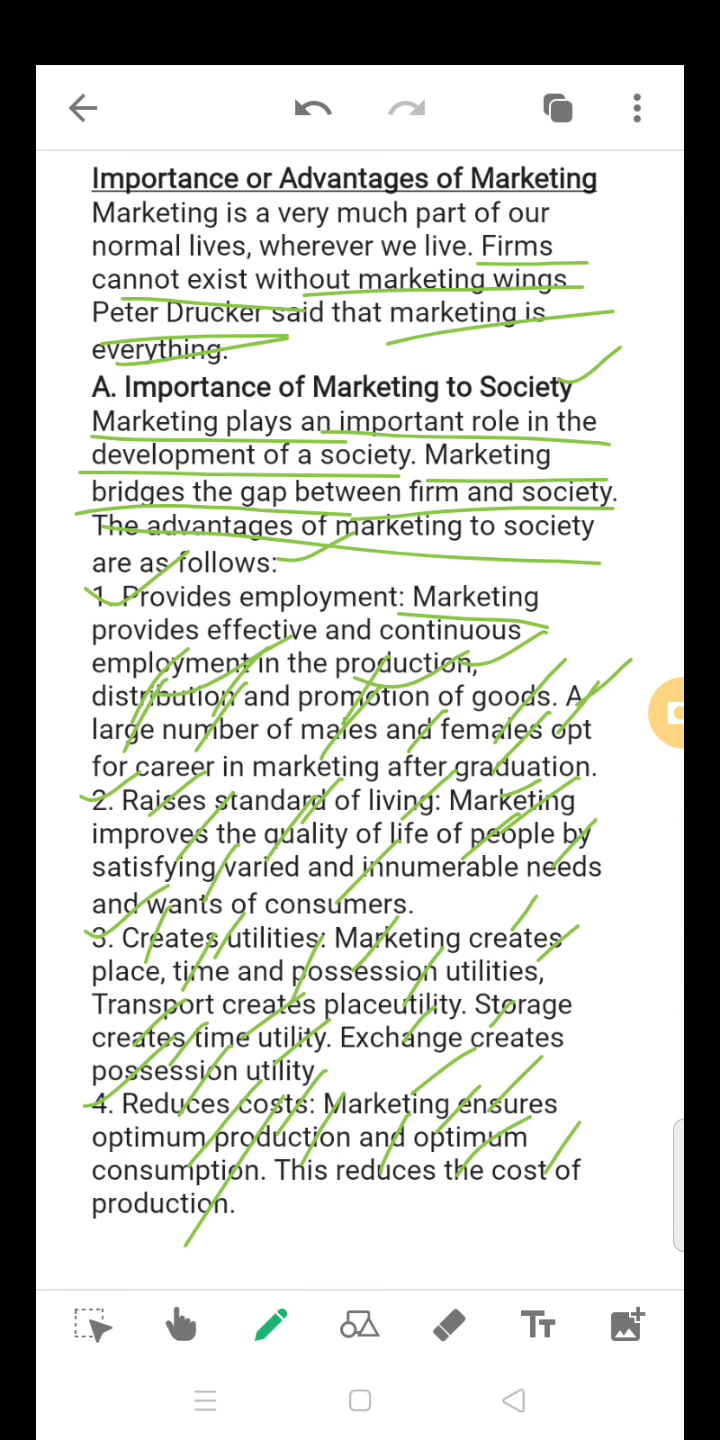 Importance or Advantages of Marketing
Marketing is a very much part of our
normal lives, wherever we live. Firms
cannot exist without marketing wings
Peter Drucker said that marketing is
everything.
A. Importance of Marketing to Society
Marketing plays an important role in the
development of a society. Marketing
bridges the gap between firm and society.
The advantages of marketing to society
are as follows:
1. Provides employment: Marketing
provides effective and continuous
employment in the production,
distribution and promotion of goods. A
large number of males and females opt
for career in marketing after graduation.
2. Raises standard of living: Marketing
improves the quality of life of people by
satisfying varied and innumerable needs
and wants of consumers.
3. Creates utilities: Marketing creates
place, time and possession utilities,
Transport creates placeutility. Storage
creates time utility. Exchange creates
possession utility
4. Reduces costs: Marketing ensures
optimum production and optimum
consumption. This reduces the cost of
production.
TT